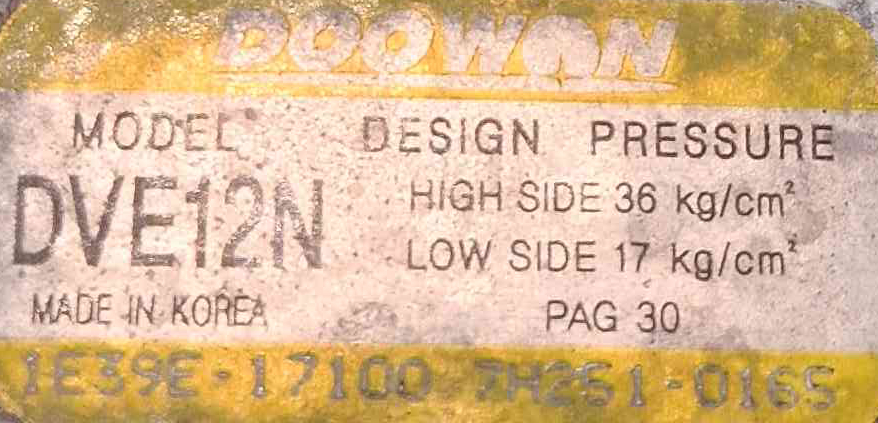 DOOWON
MODEL DESIGN PRESSURE
DVE12N HIGH SIDE 36 kg/cm²
LOW SIDE 17 kg/cm²
MADE IN KOREA PAG 30
1E39E-17100 7H261-0165